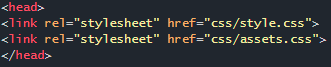 <head>
<link rel="stylesheet" href="css/style.css">
<link rel="stylesheet" href="css/assets.css">
</head>